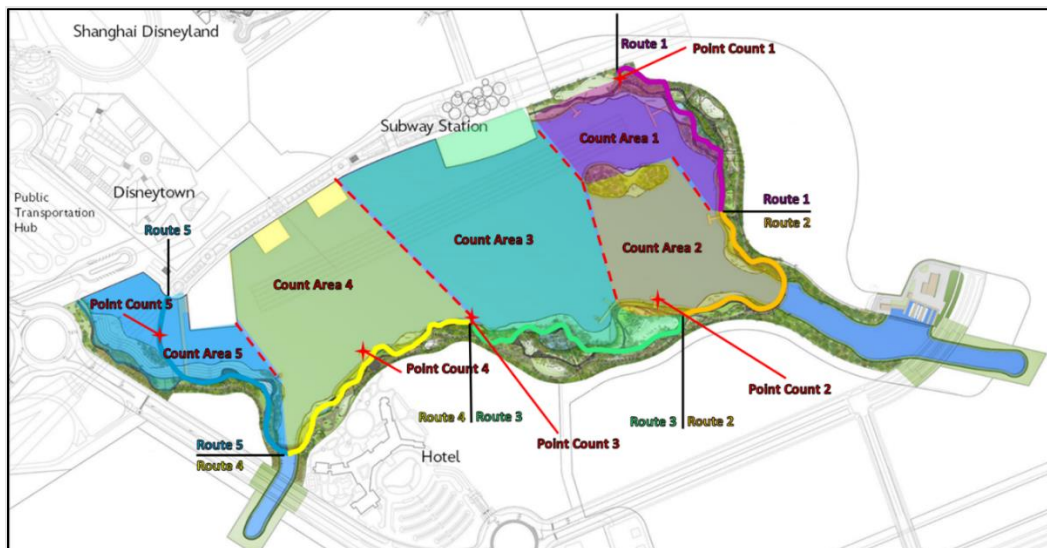 Shanghai Disneyland
Route 1
Point Count 1
Subway Station
Count Area 1
Disneytown
Public
Transportation
Hub
Route 5
Route 1
Route 2
Count Area 3
Count Area 2
Count Area 4
Point Count 5
Count Area 5
Point Count 4
Point Count 2
Route 4
Route 3
Route 3
Route 2
Point Count 3
Route 5
Route 4
Hotel